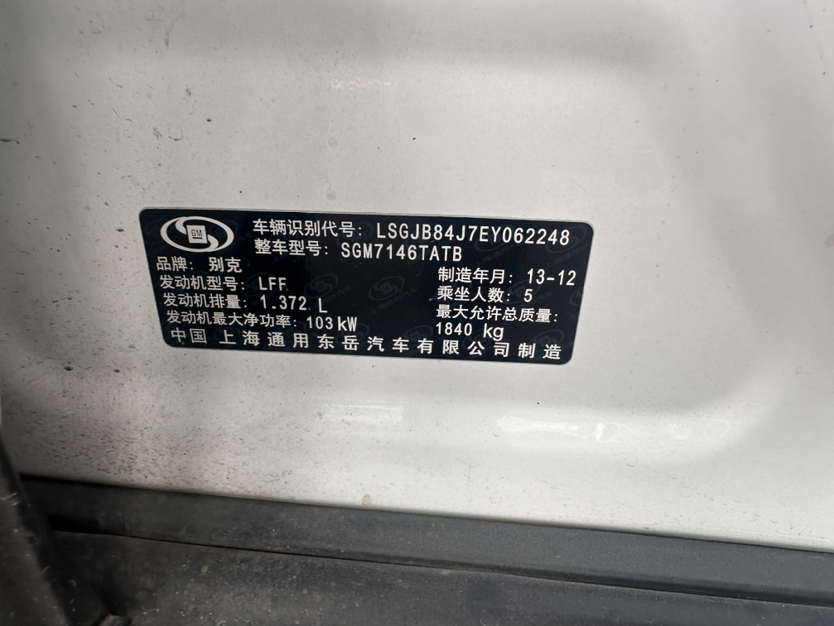 GM
车辆识别代号: LSGJB84J7EY062248
整车型号: SGM7146TATB
品牌: 别克
制造年月: 13-12
发动机型号: LFF
乘坐人数: 5
发动机排量: 1.372 L
最大允许总质量:
发动机最大净功率: 103kW
1840 kg
中国 上海通用东岳汽车有限公司制造